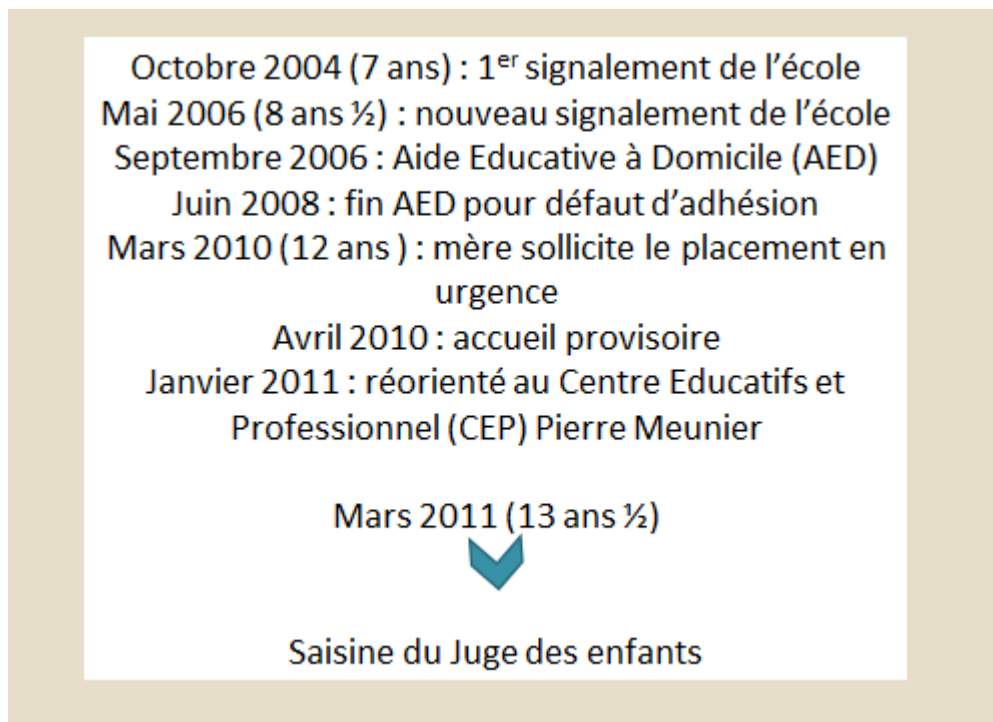 Octobre 2004 (7 ans) : 1er signalement de l’école
Mai 2006 (8 ans ½) : nouveau signalement de l’école
Septembre 2006 : Aide Educative à Domicile (AED)
Juin 2008 : fin AED pour défaut d’adhésion
Mars 2010 (12 ans ) : mère sollicite le placement en
urgence
Avril 2010 : accueil provisoire
Janvier 2011 : réorienté au Centre Educatifs et
Professionnel (CEP) Pierre Meunier
Mars 2011 (13 ans ½)
Saisine du Juge des enfants